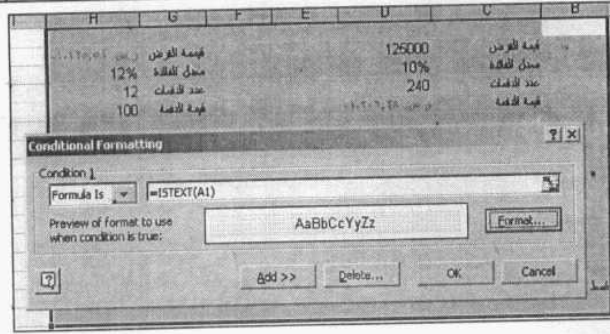 H G F E D C B
قيمة القرض 125000 قيمة القرض ر.س
معدل الفائدة 10% معدل الفائدة 12%
عدد الدفعات 240 عدد الدفعات 12
قيمة الدفعة قيمة الدفعة 100
Conditional Formatting
Condition 1
Formula Is =ISTEXT(A1)
Preview of format to use when condition is true: AaBbCcYyZz Format...
Add >> Delete... OK Cancel